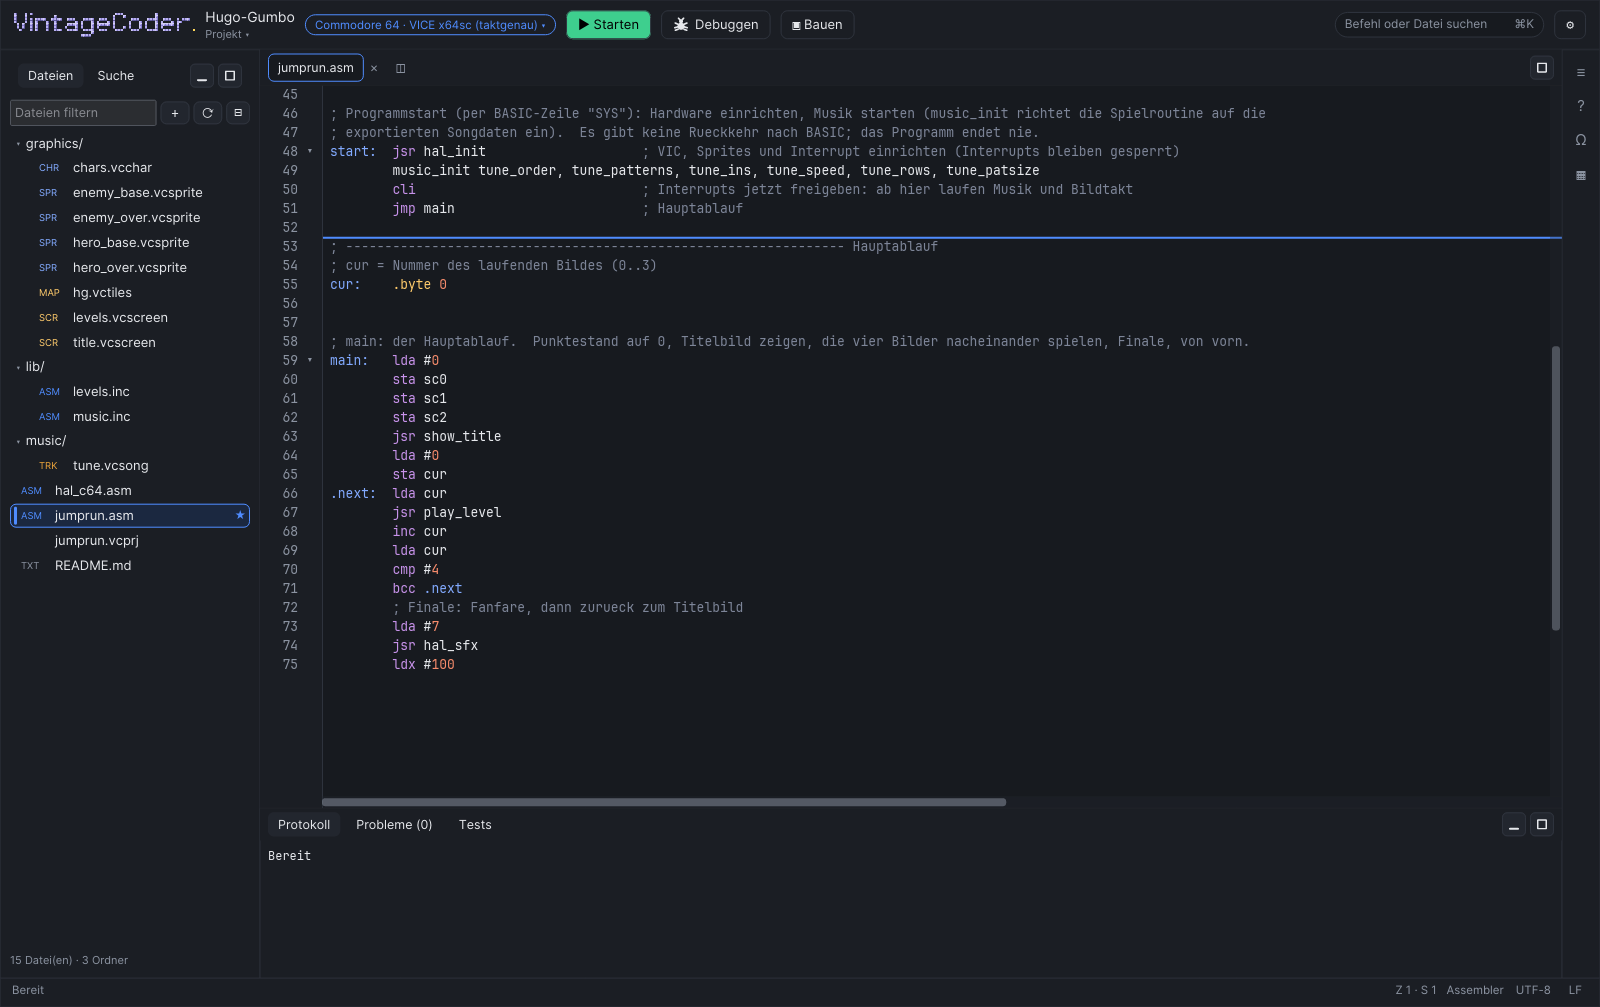 VintageCoder.
Hugo-Gumbo
Projekt
Commodore 64 · VICE x64sc (taktgenau)
Starten
Debuggen
Bauen
Befehl oder Datei suchen ⌘K
Dateien Suche
Dateien filtern
graphics/
CHR chars.vcchar
SPR enemy_base.vcsprite
SPR enemy_over.vcsprite
SPR hero_base.vcsprite
SPR hero_over.vcsprite
MAP hg.vctiles
SCR levels.vcscreen
SCR title.vcscreen
lib/
ASM levels.inc
ASM music.inc
music/
TRK tune.vcsong
ASM hal_c64.asm
ASM jumprun.asm ★
jumprun.vcprj
TXT README.md
15 Datei(en) · 3 Ordner
jumprun.asm ×
45
46 ; Programmstart (per BASIC-Zeile "SYS"): Hardware einrichten, Musik starten (music_init richtet die Spielroutine auf die
47 ; exportierten Songdaten ein).  Es gibt keine Rueckkehr nach BASIC; das Programm endet nie.
48 start:  jsr hal_init                    ; VIC, Sprites und Interrupt einrichten (Interrupts bleiben gesperrt)
49         music_init tune_order, tune_patterns, tune_ins, tune_speed, tune_rows, tune_patsize
50         cli                             ; Interrupts jetzt freigeben: ab hier laufen Musik und Bildtakt
51         jmp main                        ; Hauptablauf
52
53 ; ---------------------------------------------------------------- Hauptablauf
54 ; cur = Nummer des laufenden Bildes (0..3)
55 cur:    .byte 0
56
57
58 ; main: der Hauptablauf.  Punktestand auf 0, Titelbild zeigen, die vier Bilder nacheinander spielen, Finale, von vorn.
59 main:   lda #0
60         sta sc0
61         sta sc1
62         sta sc2
63         jsr show_title
64         lda #0
65         sta cur
66 .next:  lda cur
67         jsr play_level
68         inc cur
69         lda cur
70         cmp #4
71         bcc .next
72         ; Finale: Fanfare, dann zurueck zum Titelbild
73         lda #7
74         jsr hal_sfx
75         ldx #100
Protokoll Probleme (0) Tests
Bereit
Bereit
Z 1 · S 1 Assembler UTF-8 LF